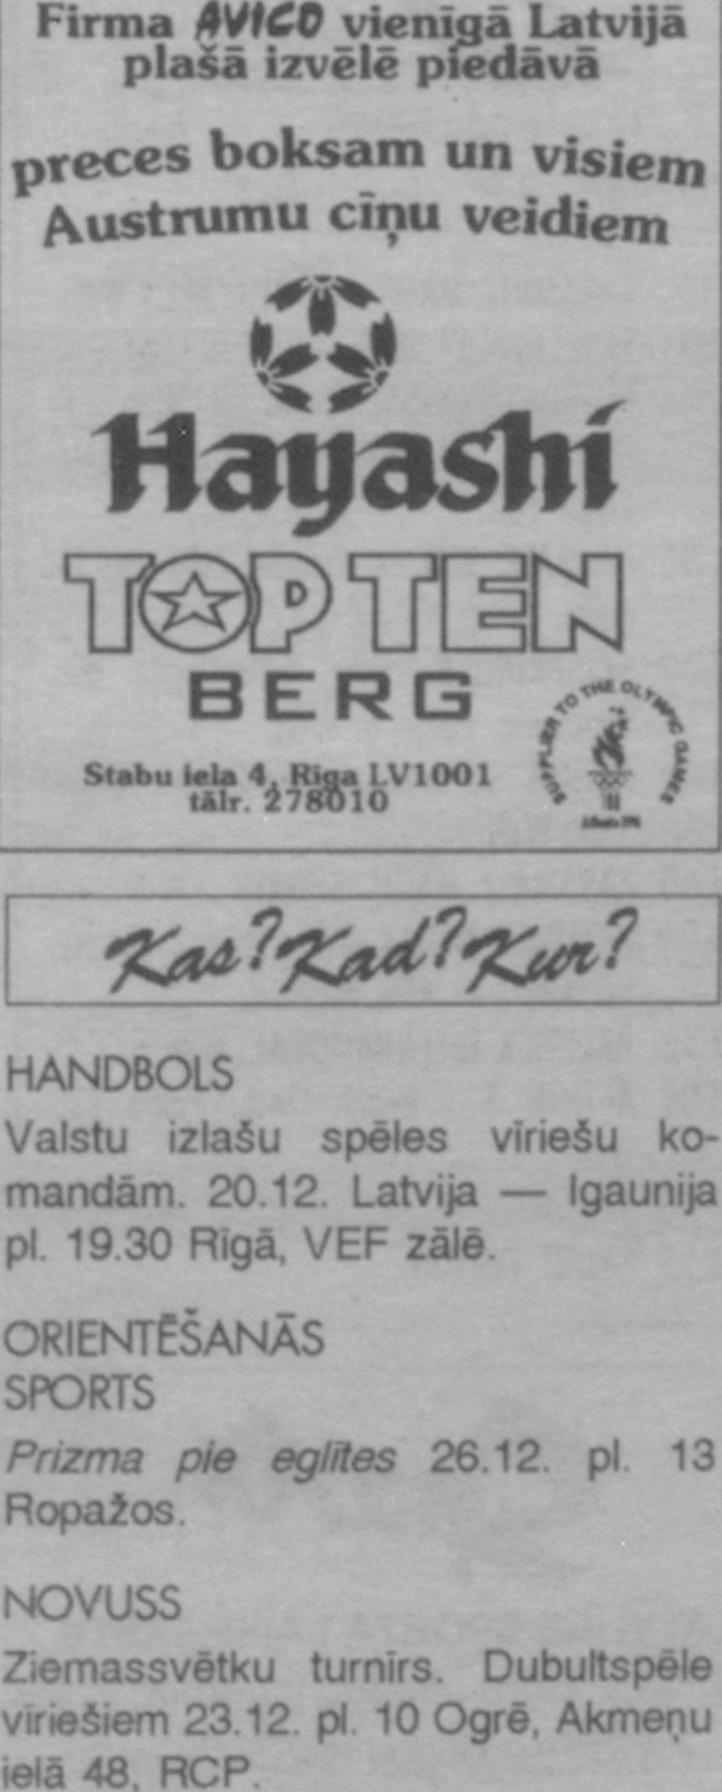 Firma AVICO vienīgā Latvijā
plašā izvēlē piedāvā
preces boksam un visiem
Austrumu cīņu veidiem
Hayashi
TOP TEN
BERG
SUPPLIER TO THE OLYMPIC GAMES
Stabu iela 4, Rīga LV1001
tālr. 278010
Kas? Kad? Kur?
HANDBOLS
Valstu izlašu spēles vīriešu ko-
mandām. 20.12. Latvija — Igaunija
pl. 19.30 Rīgā, VEF zālē.
ORIENTĒŠANĀS
SPORTS
Prizma pie eglītes 26.12. pl. 13
Ropažos.
NOVUSS
Ziemassvētku turnīrs. Dubultspēle
vīriešiem 23.12. pl. 10 Ogrē, Akmeņu
ielā 48, RCP.